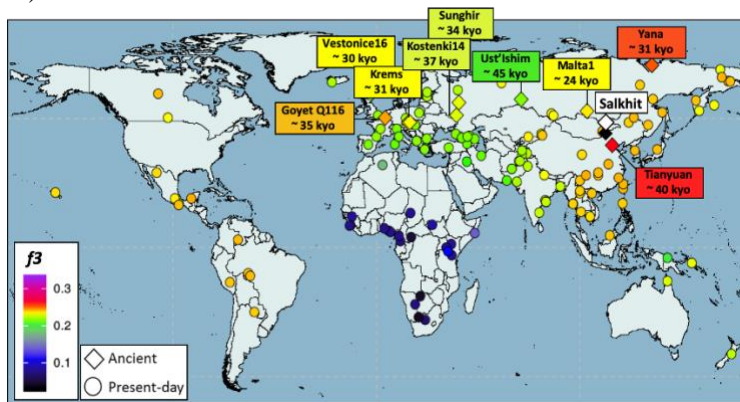 Sunghir
~ 34 kyo
Yana
~ 31 kyo
Vestonice16
~ 30 kyo
Kostenki14
~ 37 kyo
Ust'Ishim
~ 45 kyo
Malta1
~ 24 kyo
Krems
~ 31 kyo
Salkhit
Goyet Q116
~ 35 kyo
Tianyuan
~ 40 kyo
f3
0.3
0.2
0.1
Ancient
Present-day